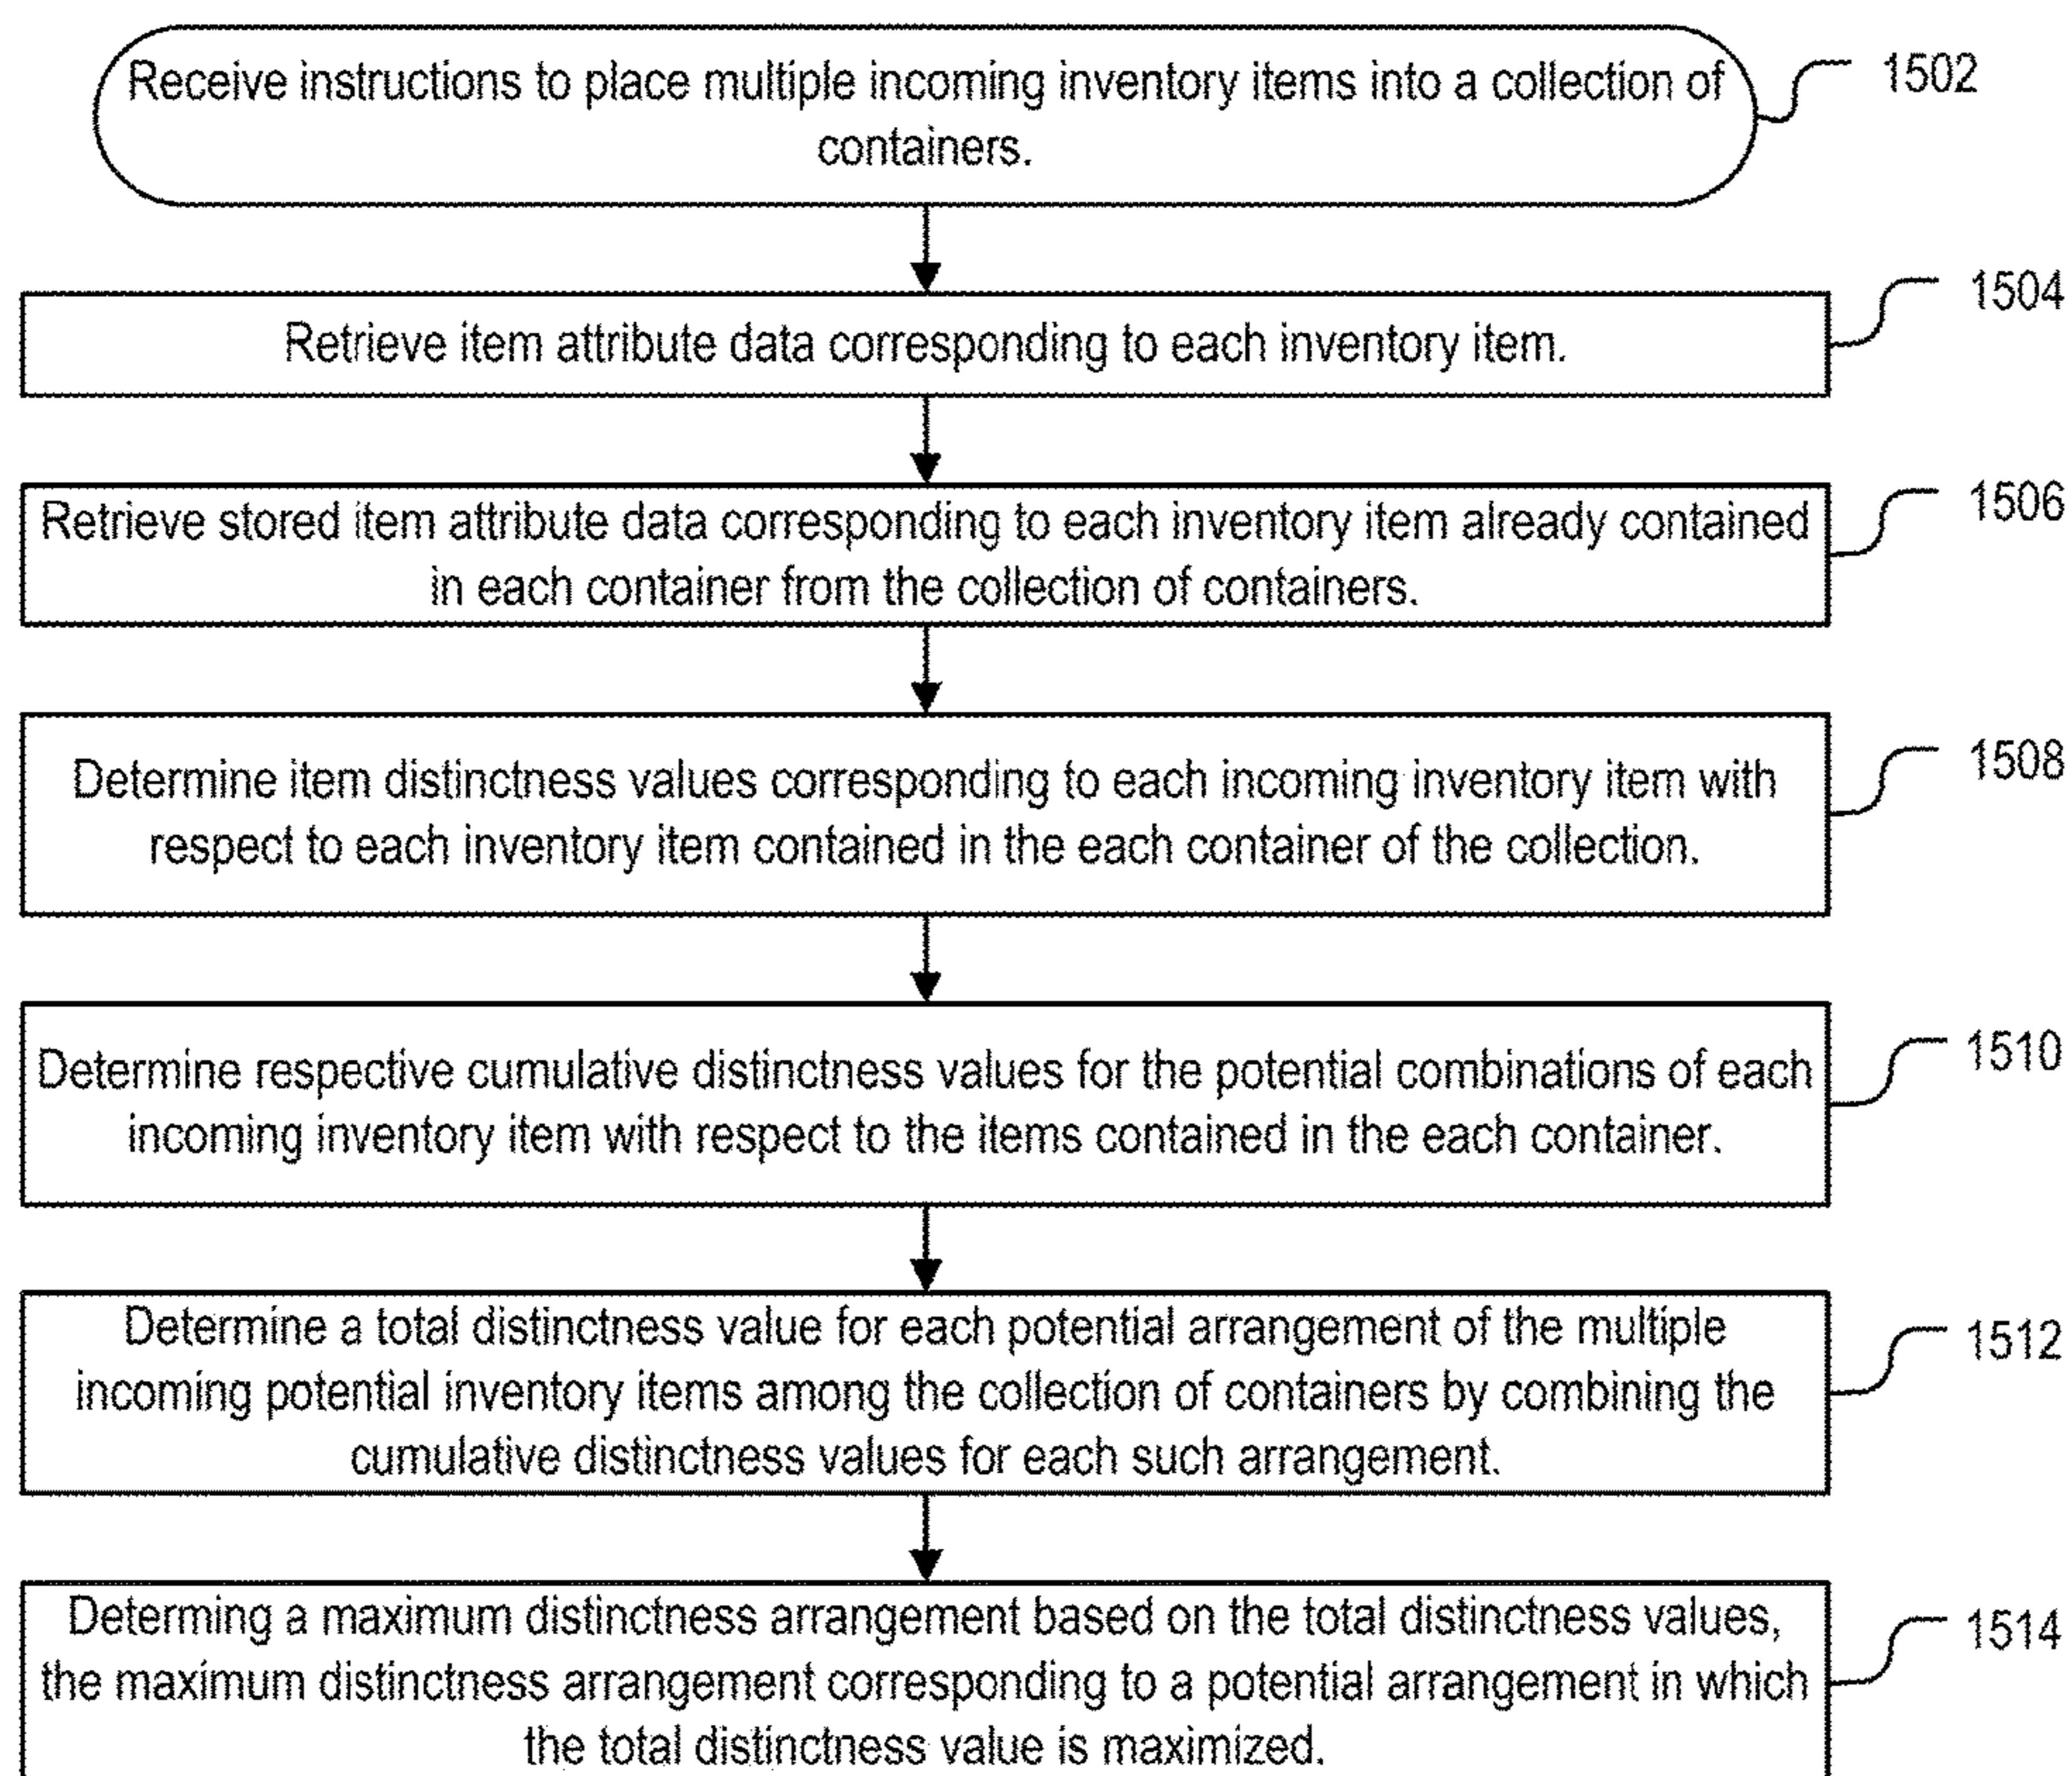 Receive instructions to place multiple incoming inventory items into a collection of
containers.
1502
Retrieve item attribute data corresponding to each inventory item.
1504
Retrieve stored item attribute data corresponding to each inventory item already contained
in each container from the collection of containers.
1506
Determine item distinctness values corresponding to each incoming inventory item with
respect to each inventory item contained in the each container of the collection.
1508
Determine respective cumulative distinctness values for the potential combinations of each
incoming inventory item with respect to the items contained in the each container.
1510
Determine a total distinctness value for each potential arrangement of the multiple
incoming potential inventory items among the collection of containers by combining the
cumulative distinctness values for each such arrangement.
1512
Determing a maximum distinctness arrangement based on the total distinctness values,
the maximum distinctness arrangement corresponding to a potential arrangement in which
the total distinctness value is maximized.
1514